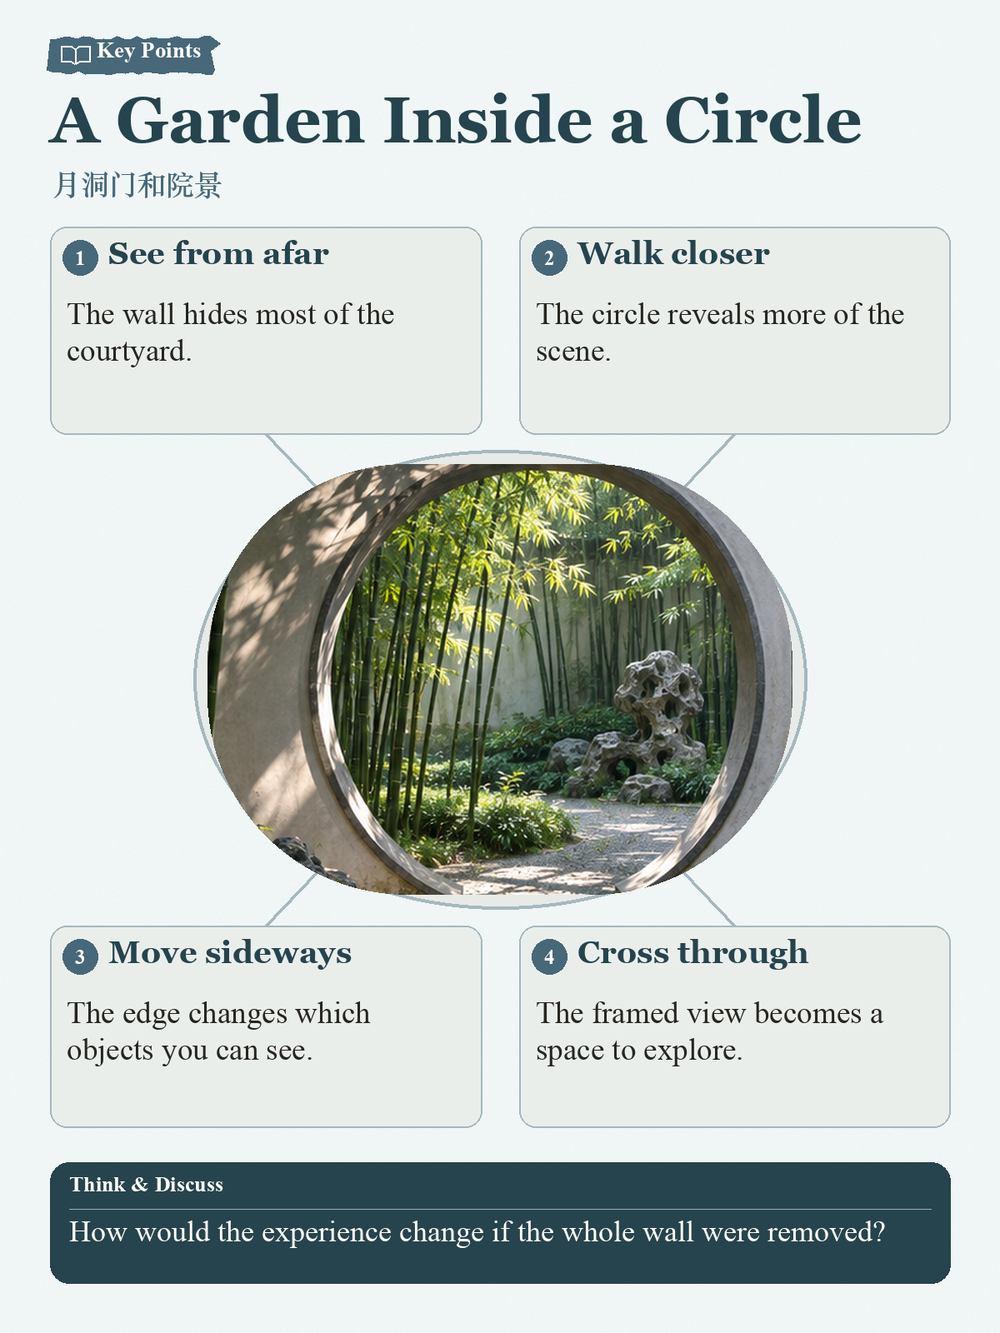 Key Points
A Garden Inside a Circle
月洞门和院景
1 See from afar
The wall hides most of the
courtyard.
2 Walk closer
The circle reveals more of the
scene.
3 Move sideways
The edge changes which
objects you can see.
4 Cross through
The framed view becomes a
space to explore.
Think & Discuss
How would the experience change if the whole wall were removed?